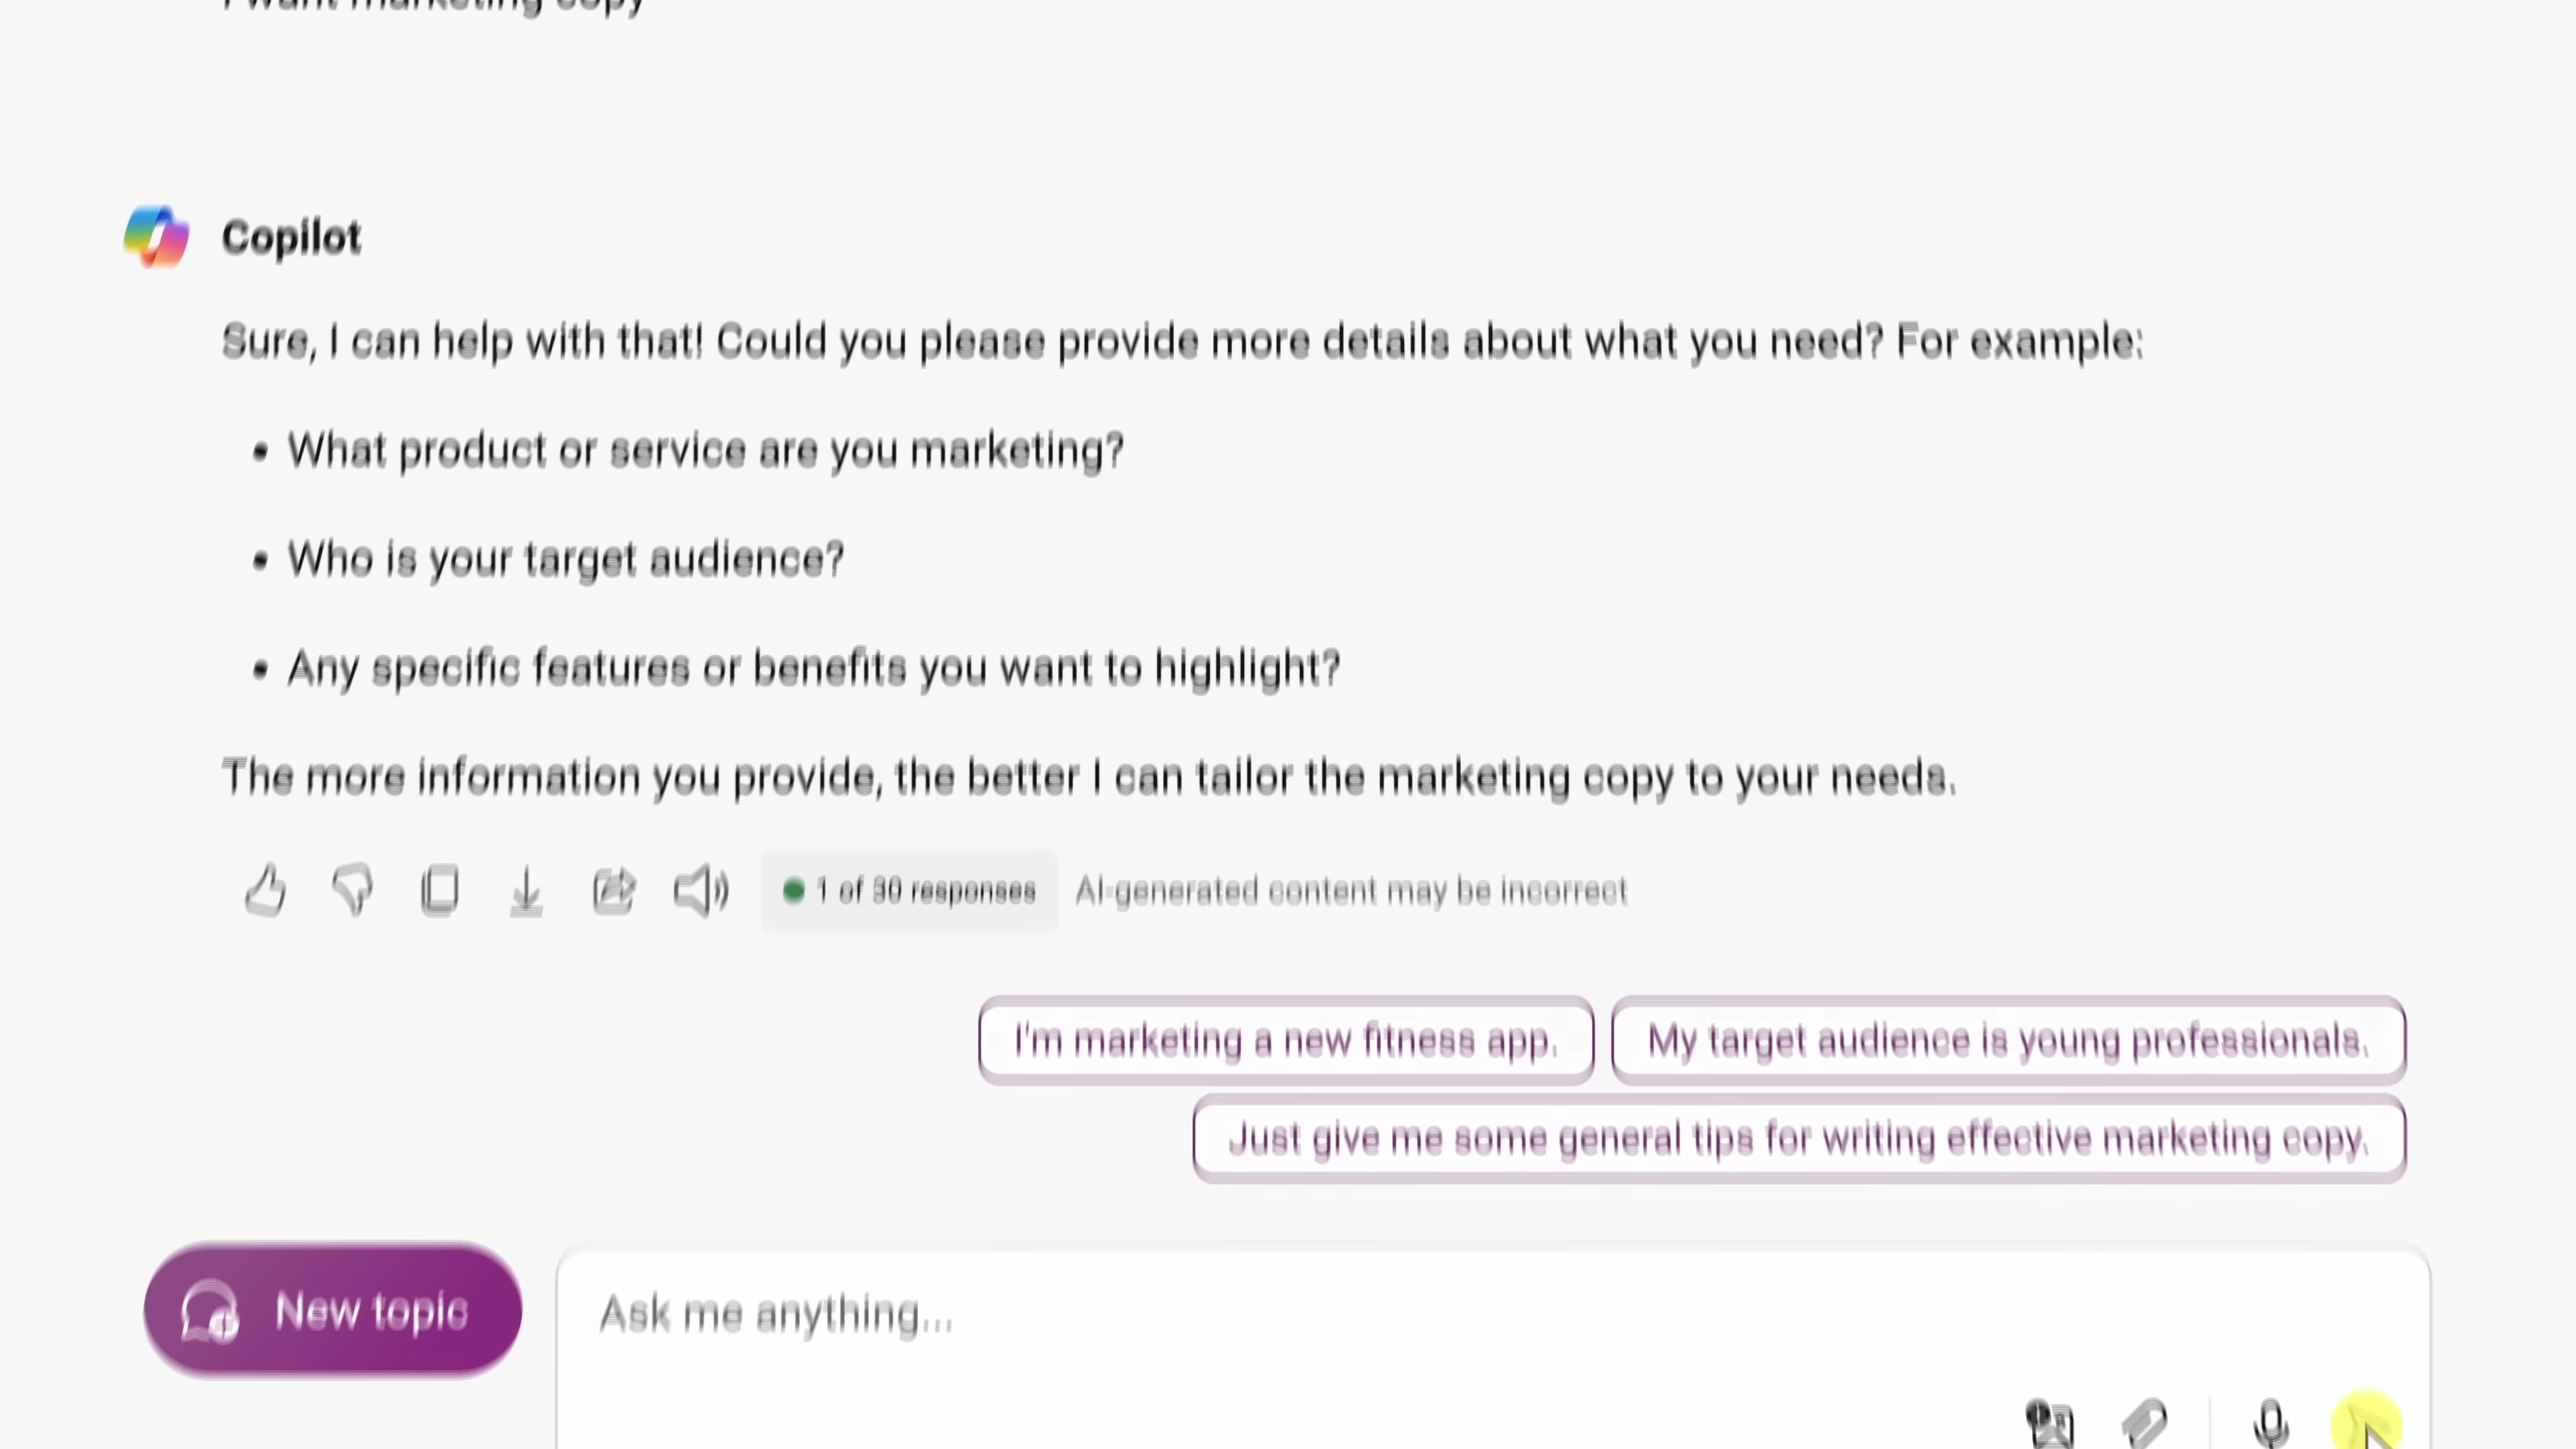 I want marketing copy
Copilot
Sure, I can help with that! Could you please provide more details about what you need? For example:
• What product or service are you marketing?
• Who is your target audience?
• Any specific features or benefits you want to highlight?
The more information you provide, the better I can tailor the marketing copy to your needs.
1 of 30 responses AI-generated content may be incorrect
I'm marketing a new fitness app. My target audience is young professionals.
Just give me some general tips for writing effective marketing copy.
New topic
Ask me anything...